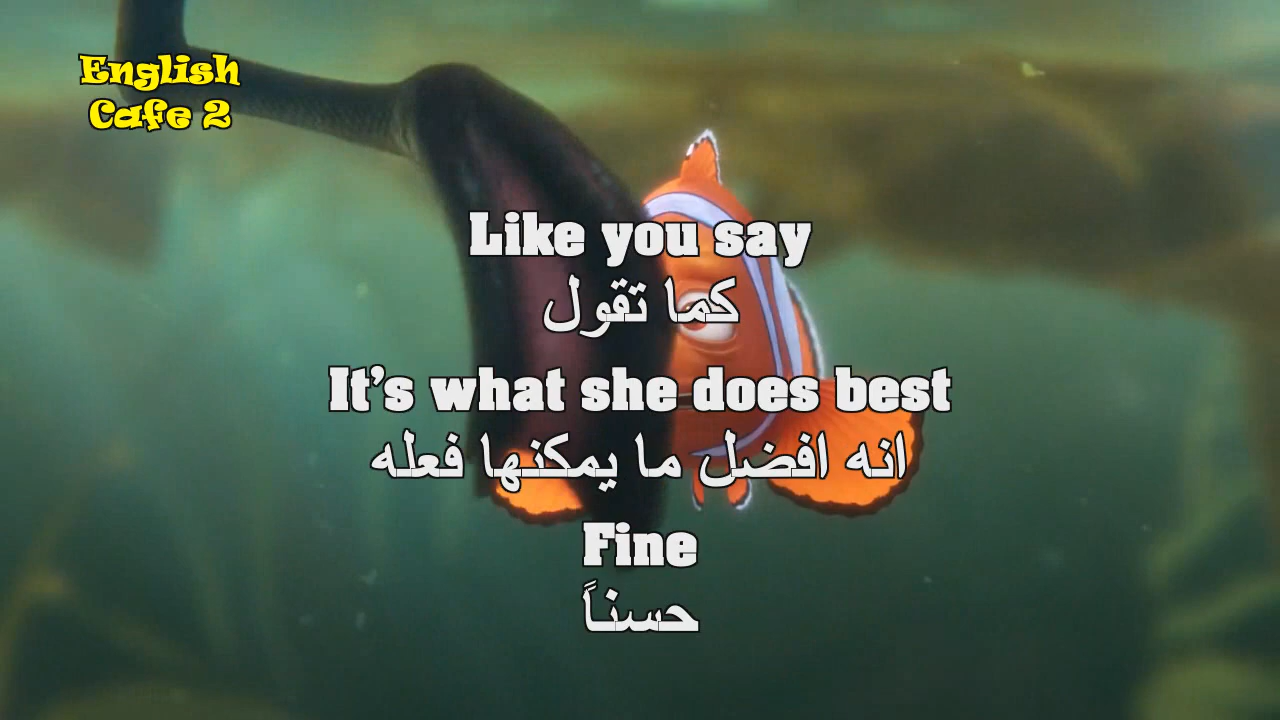 English
Cafe 2
Like you say
كما تقول
It's what she does best
انه افضل ما يمكنها فعله
Fine
حسناً